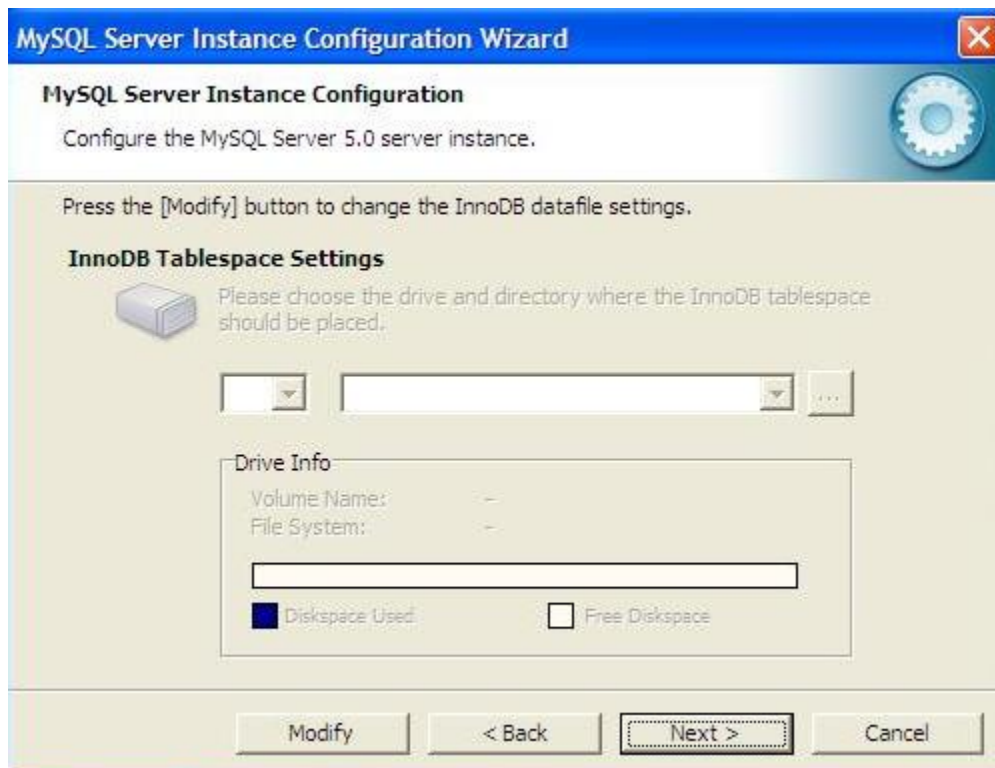 MySQL Server Instance Configuration Wizard
MySQL Server Instance Configuration
Configure the MySQL Server 5.0 server instance.
Press the [Modify] button to change the InnoDB datafile settings.
InnoDB Tablespace Settings
Please choose the drive and directory where the InnoDB tablespace
should be placed.
...
Drive Info
Volume Name: -
File System: -
Diskspace Used Free Diskspace
Modify < Back Next > Cancel